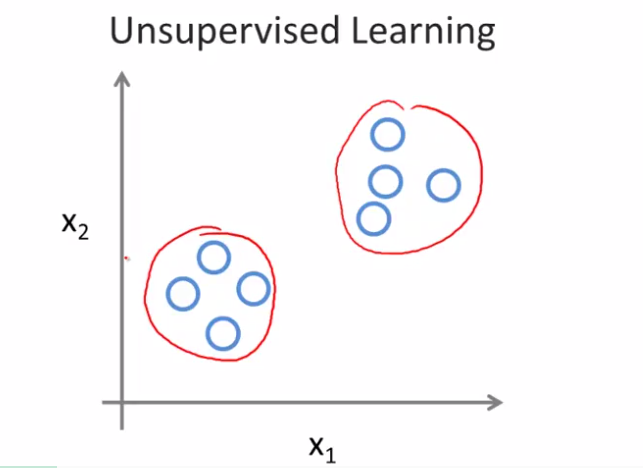 Unsupervised Learning
x₂
x₁